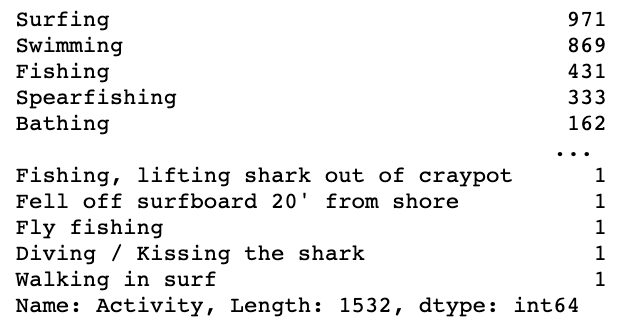 Surfing 971
Swimming 869
Fishing 431
Spearfishing 333
Bathing 162
...
Fishing, lifting shark out of craypot 1
Fell off surfboard 20' from shore 1
Fly fishing 1
Diving / Kissing the shark 1
Walking in surf 1
Name: Activity, Length: 1532, dtype: int64